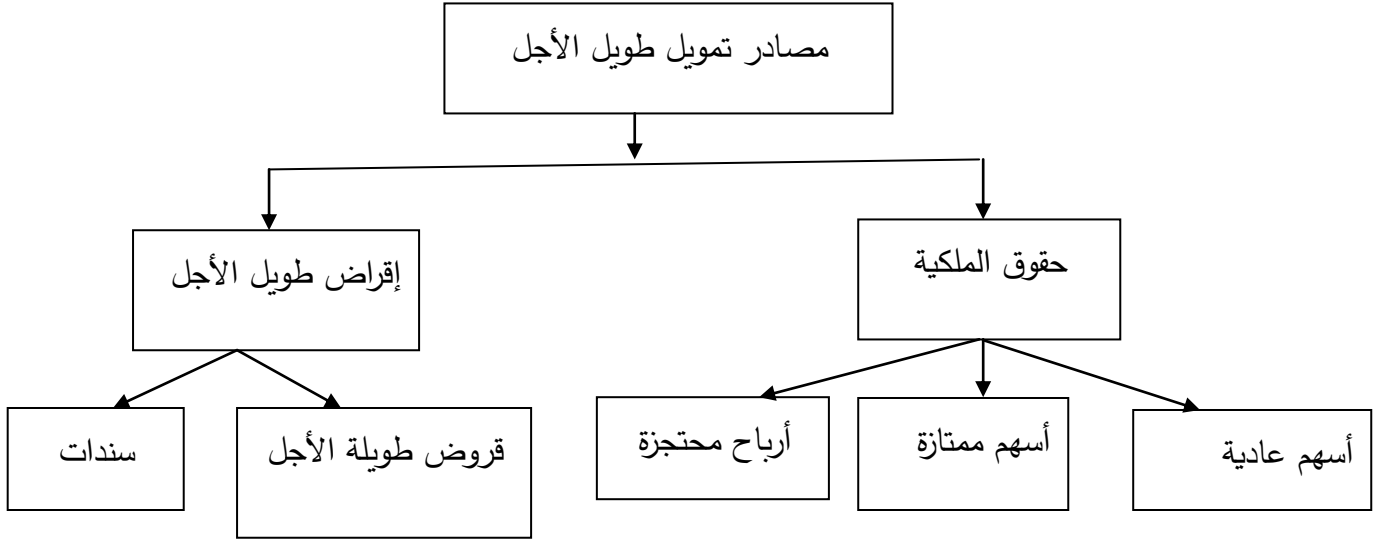 مصادر تمويل طويل الأجل
حقوق الملكية
إقراض طويل الأجل
أسهم عادية
أسهم ممتازة
أرباح محتجزة
قروض طويلة الأجل
سندات